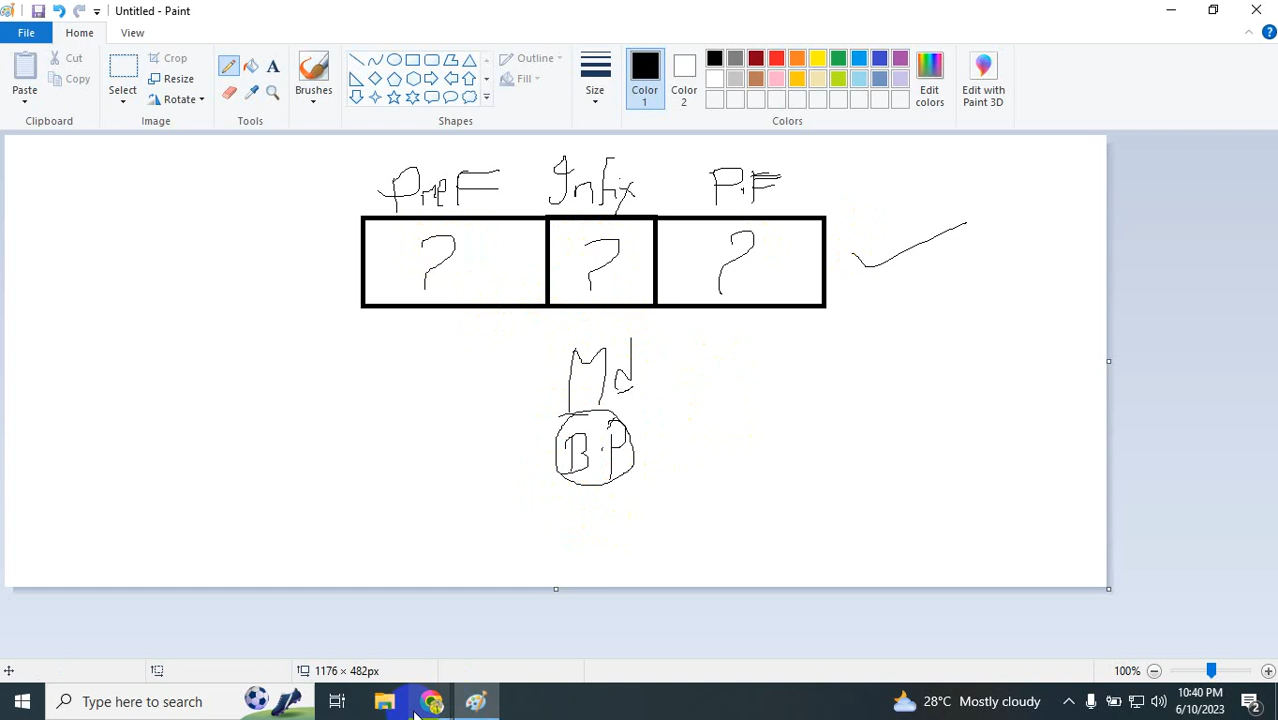 Untitled - Paint
File Home View
Paste Cut Copy Select Crop Resize Rotate Brushes Outline Fill Size Color 1 Color 2 Edit colors Edit with Paint 3D
Clipboard Image Tools Shapes Colors
Infix P.F
? ? ?
Md
B.P
1176 × 482px 100%
Type here to search 28°C Mostly cloudy 10:40 PM 6/10/2023 2